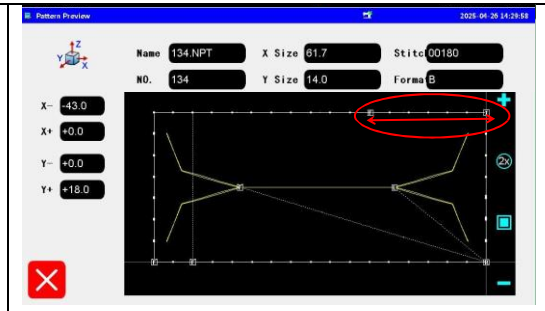 Pattern Preview 2025-04-26 14:29:58
Z
Y X
Name 134.NPT X Size 61.7 Stitc 00180
NO. 134 Y Size 14.0 Forma B
X- -43.0
X+ +0.0
Y- +0.0
Y+ +18.0
2x